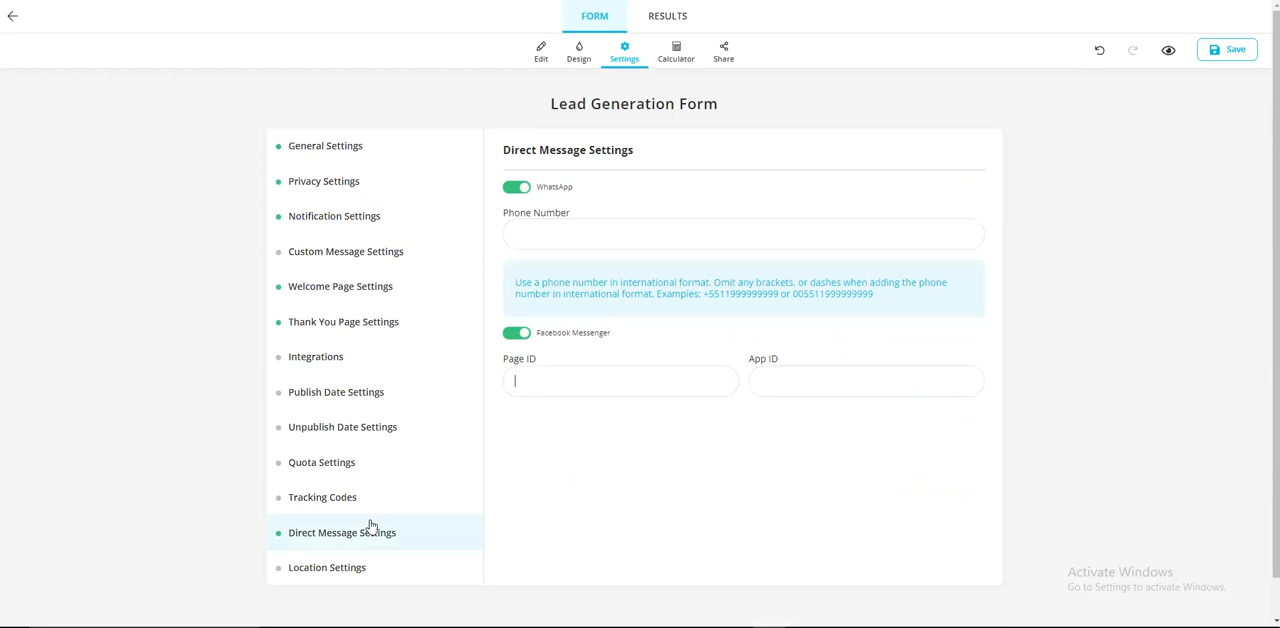 FORM
RESULTS
Edit
Design
Settings
Calculator
Share
Save
Lead Generation Form
General Settings
Privacy Settings
Notification Settings
Custom Message Settings
Welcome Page Settings
Thank You Page Settings
Integrations
Publish Date Settings
Unpublish Date Settings
Quota Settings
Tracking Codes
Direct Message Settings
Location Settings
Direct Message Settings
WhatsApp
Phone Number
Use a phone number in international format. Omit any brackets, or dashes when adding the phone
number in international format. Examples: +5511999999999 or 005511999999999
Facebook Messenger
Page ID
App ID
Activate Windows
Go to Settings to activate Windows.